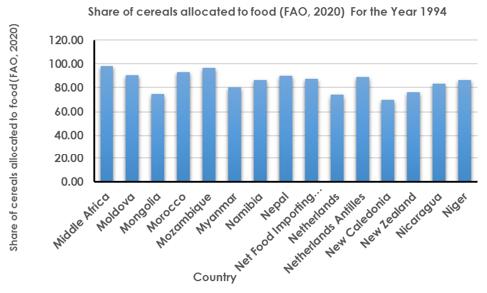 Share of cereals allocated to food (FAO, 2020)  For the Year 1994
Share of cereals allocated to food (FAO, 2020)
120.00
100.00
80.00
60.00
40.00
20.00
0.00
Middle Africa
Moldova
Mongolia
Morocco
Mozambique
Myanmar
Namibia
Nepal
Net Food Importing...
Netherlands
Netherlands Antilles
New Caledonia
New Zealand
Nicaragua
Niger
Country